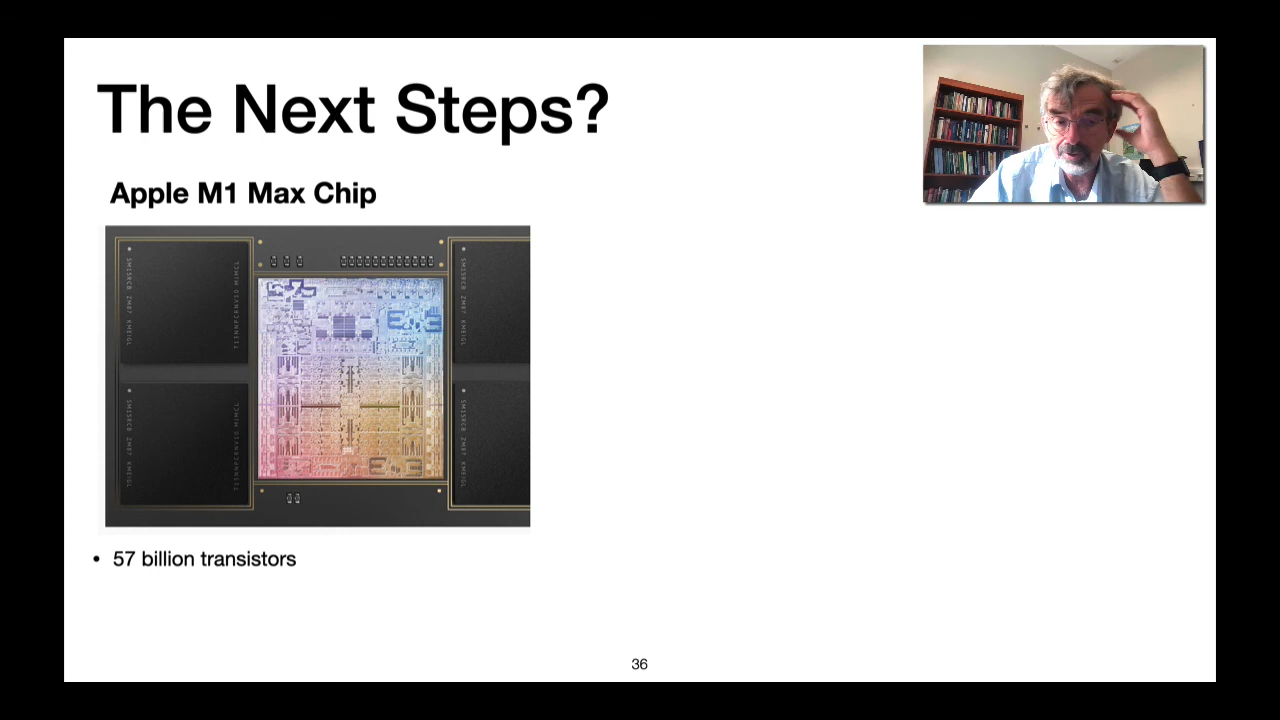 The Next Steps?
Apple M1 Max Chip
• 57 billion transistors
36